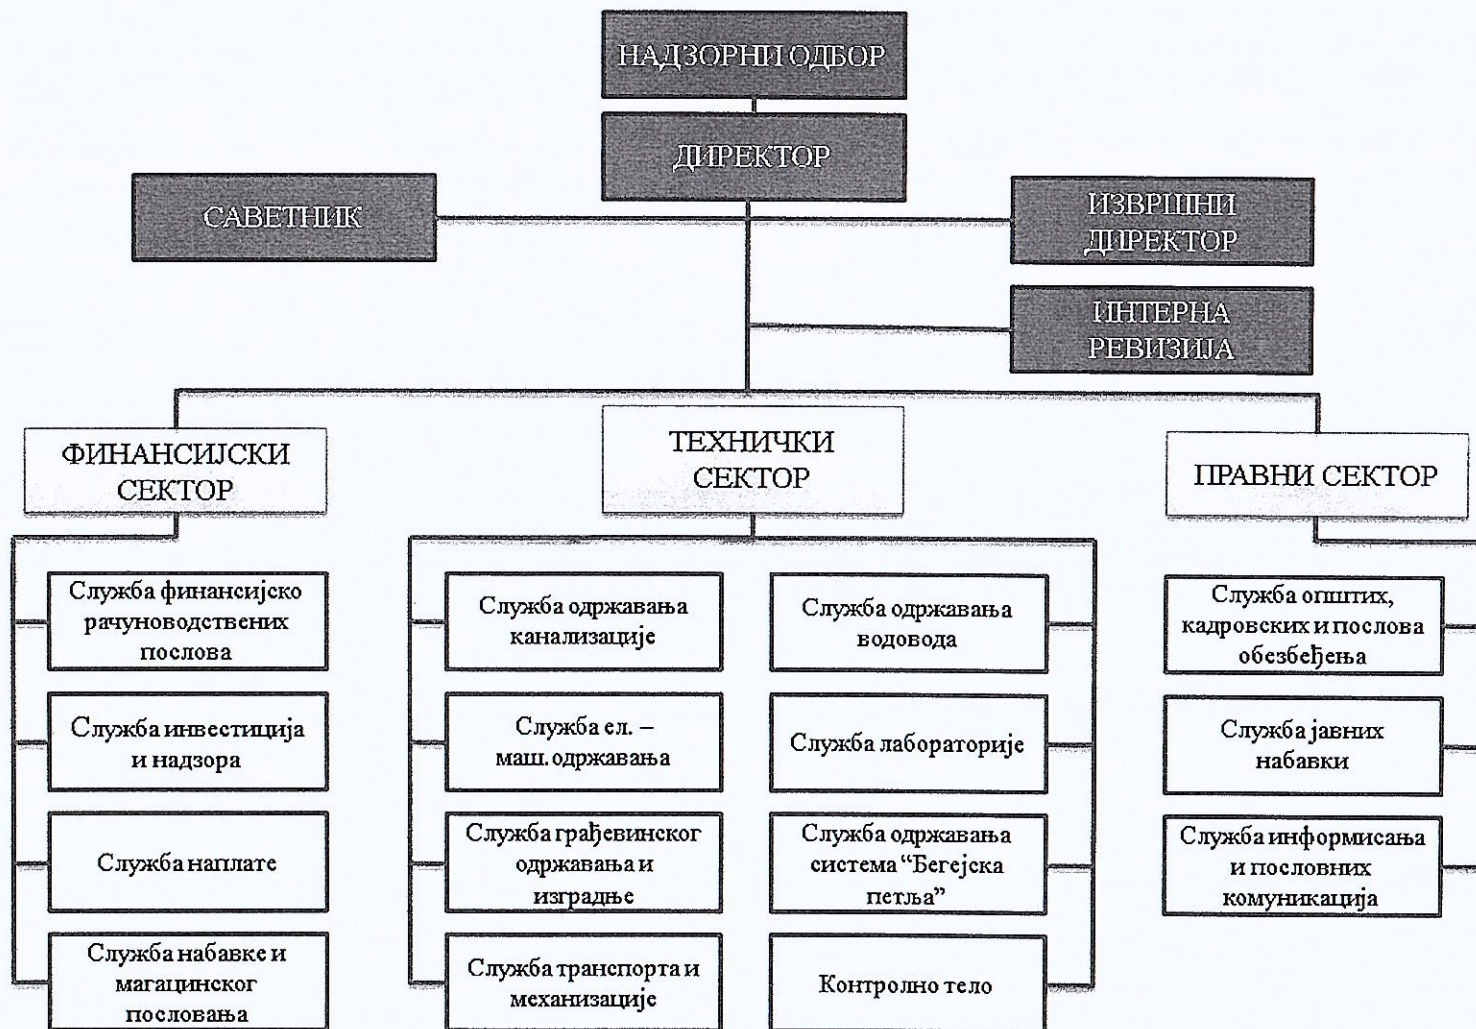 НАДЗОРНИ ОДБОР
ДИРЕКТОР
САВЕТНИК
ИЗВРШНИ
ДИРЕКТОР
ИНТЕРНА
РЕВИЗИЈА
ФИНАНСИЈСКИ
СЕКТОР
ТЕХНИЧКИ
СЕКТОР
ПРАВНИ СЕКТОР
Служба финансијско
рачуноводствених
послова
Служба инвестиција
и надзора
Служба наплате
Служба набавке и
магацинског
пословања
Служба одржавања
канализације
Служба ел. –
маш. одржавања
Служба грађевинског
одржавања и
изградње
Служба транспорта и
механизације
Служба одржавања
водовода
Служба лабораторије
Служба одржавања
система “Бегејска
петља”
Контролно тело
Служба општих,
кадровских и послова
обезбеђења
Служба јавних
набавки
Служба информисања
и пословних
комуникација